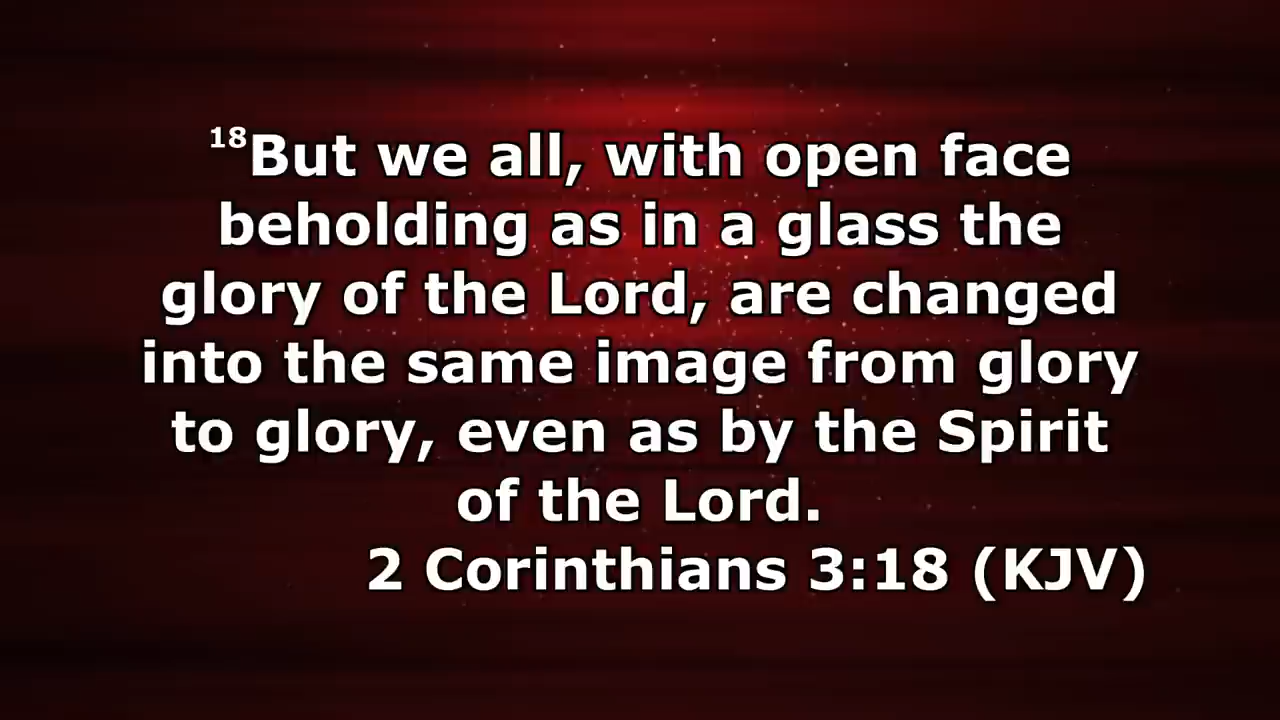 18But we all, with open face
beholding as in a glass the
glory of the Lord, are changed
into the same image from glory
to glory, even as by the Spirit
of the Lord.
2 Corinthians 3:18 (KJV)